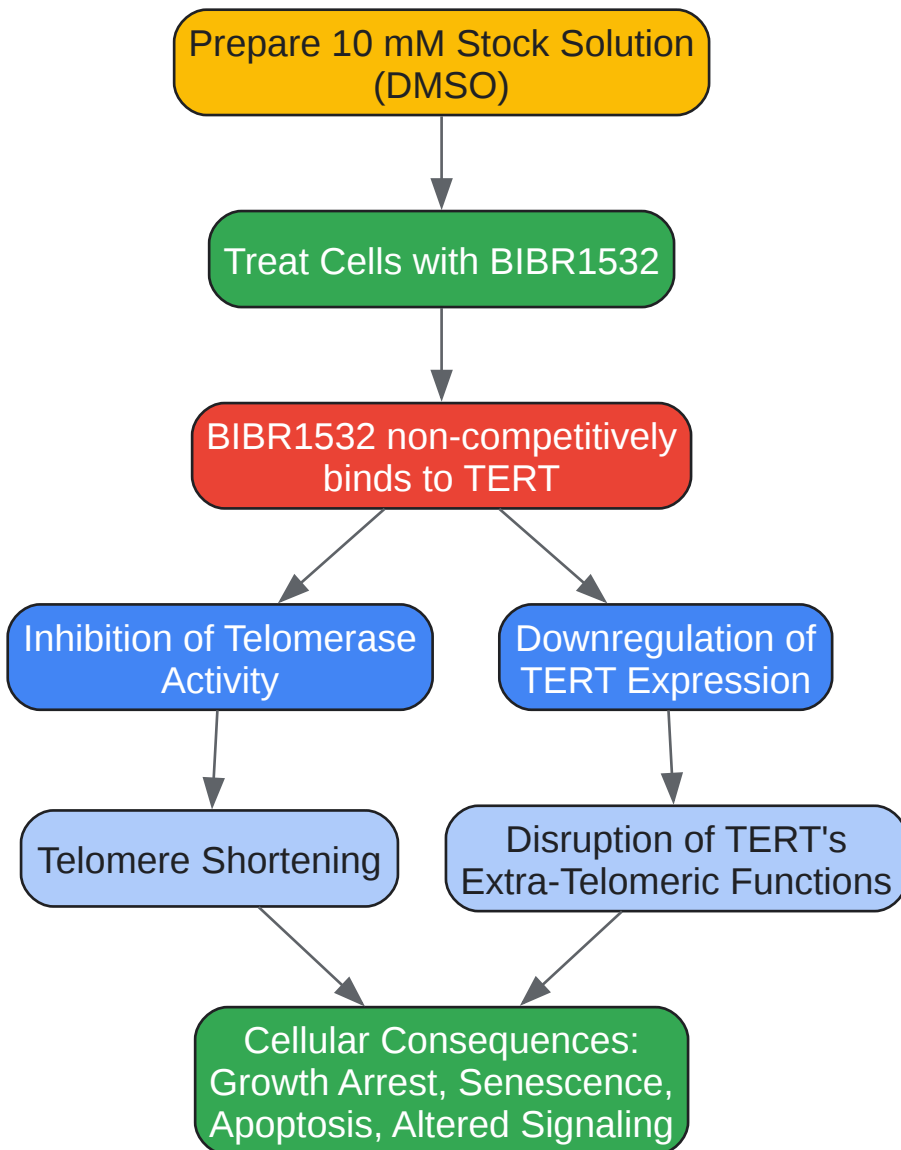 Prepare 10 mM Stock Solution
(DMSO)
Treat Cells with BIBR1532
BIBR1532 non-competitively
binds to TERT
Inhibition of Telomerase
Activity
Downregulation of
TERT Expression
Telomere Shortening
Disruption of TERT's
Extra-Telomeric Functions
Cellular Consequences:
Growth Arrest, Senescence,
Apoptosis, Altered Signaling